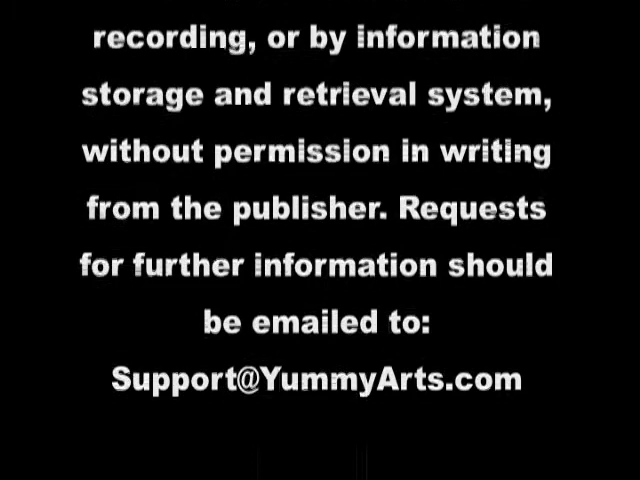 recording, or by information
storage and retrieval system,
without permission in writing
from the publisher. Requests
for further information should
be emailed to:
Support@YummyArts.com